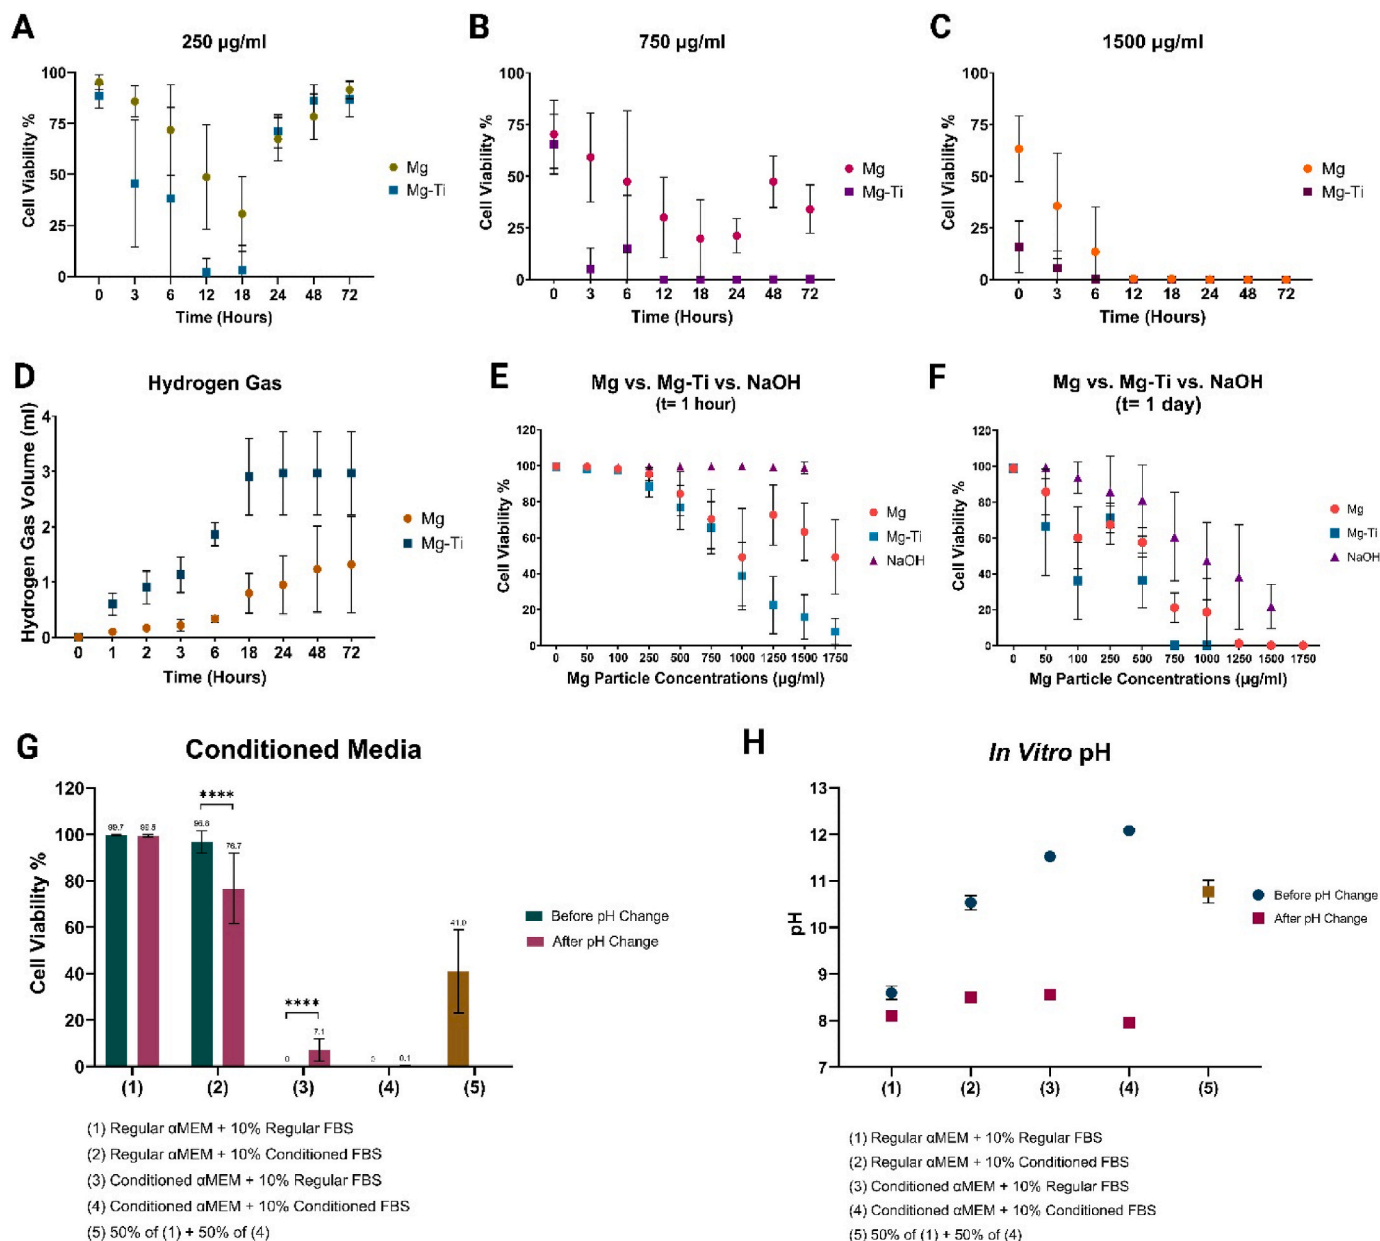 A
250 µg/ml
Cell Viability %
100
75
50
25
0
0 3 6 12 18 24 48 72
Time (Hours)
Mg
Mg-Ti
B
750 µg/ml
Cell Viability %
100
75
50
25
0
0 3 6 12 18 24 48 72
Time (Hours)
Mg
Mg-Ti
C
1500 µg/ml
Cell Viability %
100
75
50
25
0
0 3 6 12 18 24 48 72
Time (Hours)
Mg
Mg-Ti
D
Hydrogen Gas
Hydrogen Gas Volume (ml)
4
3
2
1
0
0 1 2 3 6 18 24 48 72
Time (Hours)
Mg
Mg-Ti
E
Mg vs. Mg-Ti vs. NaOH
(t= 1 hour)
Cell Viability %
120
100
80
60
40
20
0
0 50 100 250 500 750 1000 1250 1500 1750
Mg Particle Concentrations (µg/ml)
Mg
Mg-Ti
NaOH
F
Mg vs. Mg-Ti vs. NaOH
(t= 1 day)
Cell Viability %
120
100
80
60
40
20
0
0 50 100 250 500 750 1000 1250 1500 1750
Mg Particle Concentrations (µg/ml)
Mg
Mg-Ti
NaOH
G
Conditioned Media
Cell Viability %
120
100
80
60
40
20
0
99.7
****
76.7
****
0
7.1
0
0.1
41.0
(1) (2) (3) (4) (5)
Before pH Change
After pH Change
(1) Regular αMEM + 10% Regular FBS
(2) Regular αMEM + 10% Conditioned FBS
(3) Conditioned αMEM + 10% Regular FBS
(4) Conditioned αMEM + 10% Conditioned FBS
(5) 50% of (1) + 50% of (4)
H
In Vitro pH
pH
13
12
11
10
9
8
7
(1) (2) (3) (4) (5)
Before pH Change
After pH Change
(1) Regular αMEM + 10% Regular FBS
(2) Regular αMEM + 10% Conditioned FBS
(3) Conditioned αMEM + 10% Regular FBS
(4) Conditioned αMEM + 10% Conditioned FBS
(5) 50% of (1) + 50% of (4)